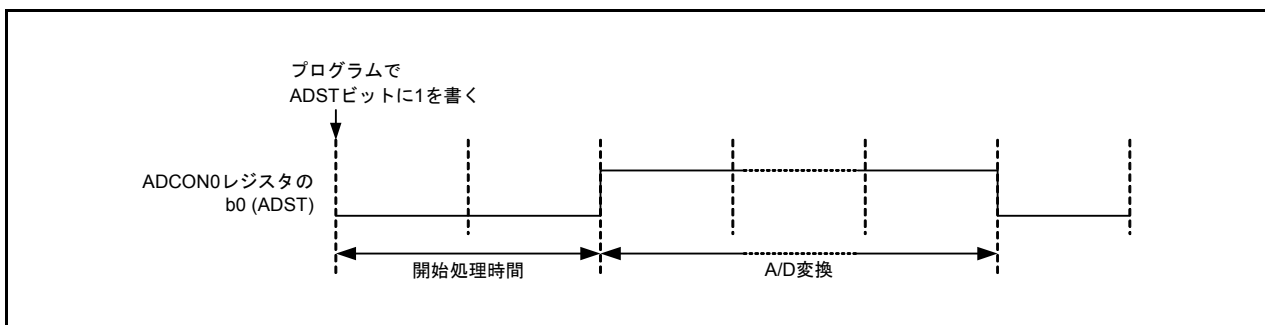 プログラムで
ADSTビットに1を書く
ADCON0レジスタの
b0 (ADST)
開始処理時間
A/D変換